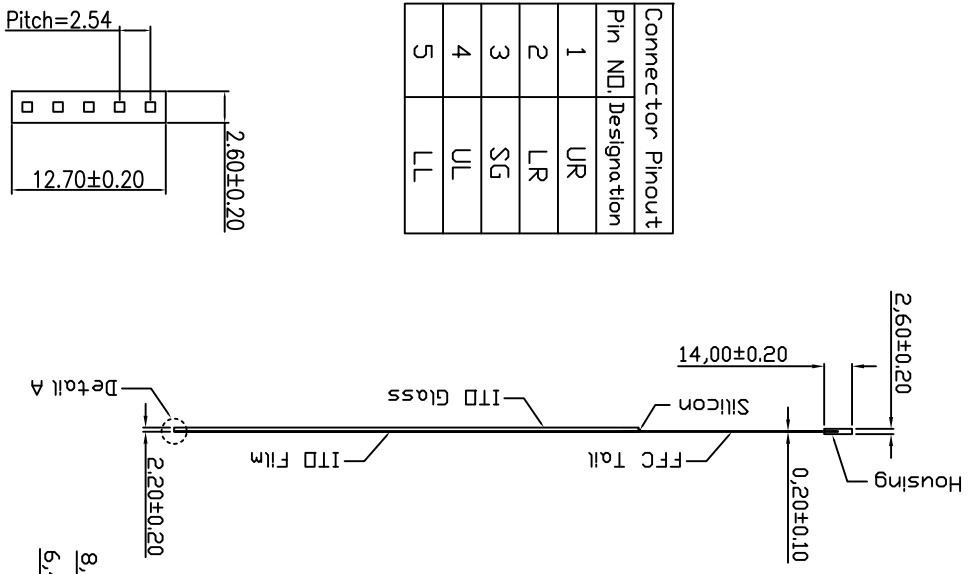 Pitch=2.54
12.70±0.20
2.60±0.20
Connector Pinout
Pin NO. Designation
1 UR
2 LR
3 SG
4 UL
5 LL
2,60±0.20
14,00±0.20
Detail A
ITO Glass
Silicon
ITO Film
FFC Tail
Housing
2.20±0.20
0,20±0.10
8.
6.